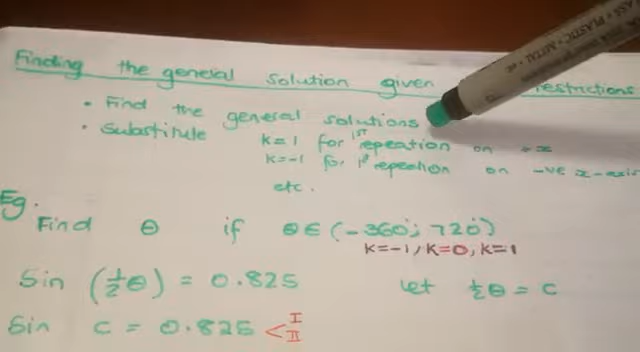 Finding the general solution given restrictions
• Find the general solutions
• Substitute k=1 for 1st repeation on +x
k=-1 for 1st repeation on -ve x-axis
etc.
Eg.
Find θ if θ∈(-360°; 720°)
k=-1, k=0, k=1
Sin (½θ) = 0.825 let ½θ = C
Sin C = 0.825 < I
II